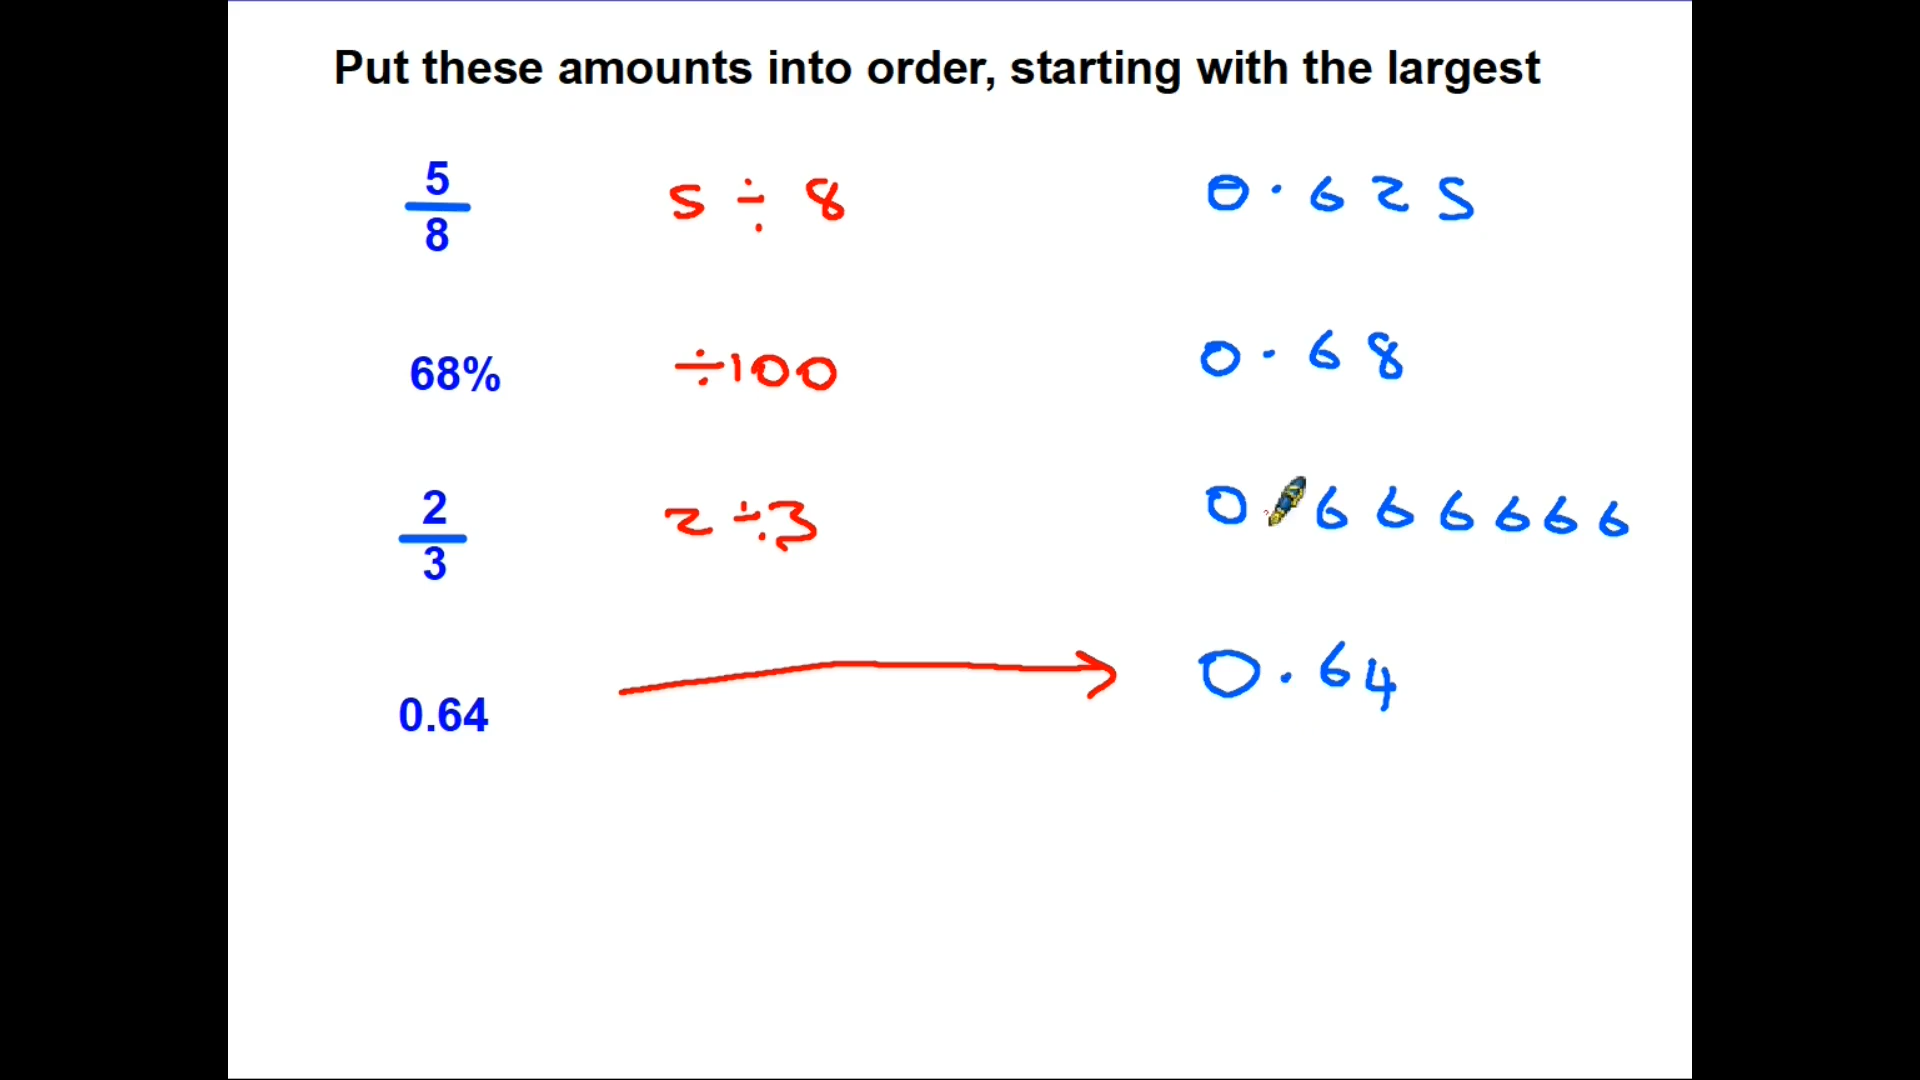 Put these amounts into order, starting with the largest
5/8 5 ÷ 8 0.625
68% ÷100 0.68
2/3 2 ÷3 0.666666
0.64 0.64